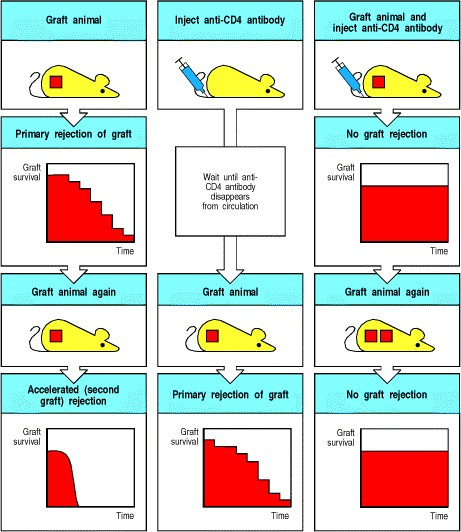 Graft animal
Inject anti-CD4 antibody
Graft animal and
inject anti-CD4 antibody
Primary rejection of graft
Graft
survival
Time
Wait until anti-
CD4 antibody
disappears
from circulation
No graft rejection
Graft
survival
Time
Graft animal again
Graft animal
Graft animal again
Accelerated (second
graft) rejection
Graft
survival
Time
Primary rejection of graft
Graft
survival
Time
No graft rejection
Graft
survival
Time